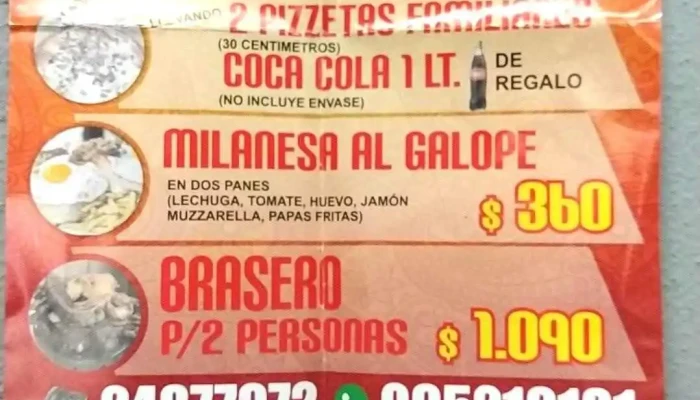 LLEVANDO 2 PIZZETAS FAMILIARES
(30 CENTIMETROS)
COCA COLA 1 LT. DE REGALO
(NO INCLUYE ENVASE)
MILANESA AL GALOPE
EN DOS PANES
(LECHUGA, TOMATE, HUEVO, JAMÓN
MUZZARELLA, PAPAS FRITAS)
$ 360
BRASERO
P/2 PERSONAS
$ 1.090